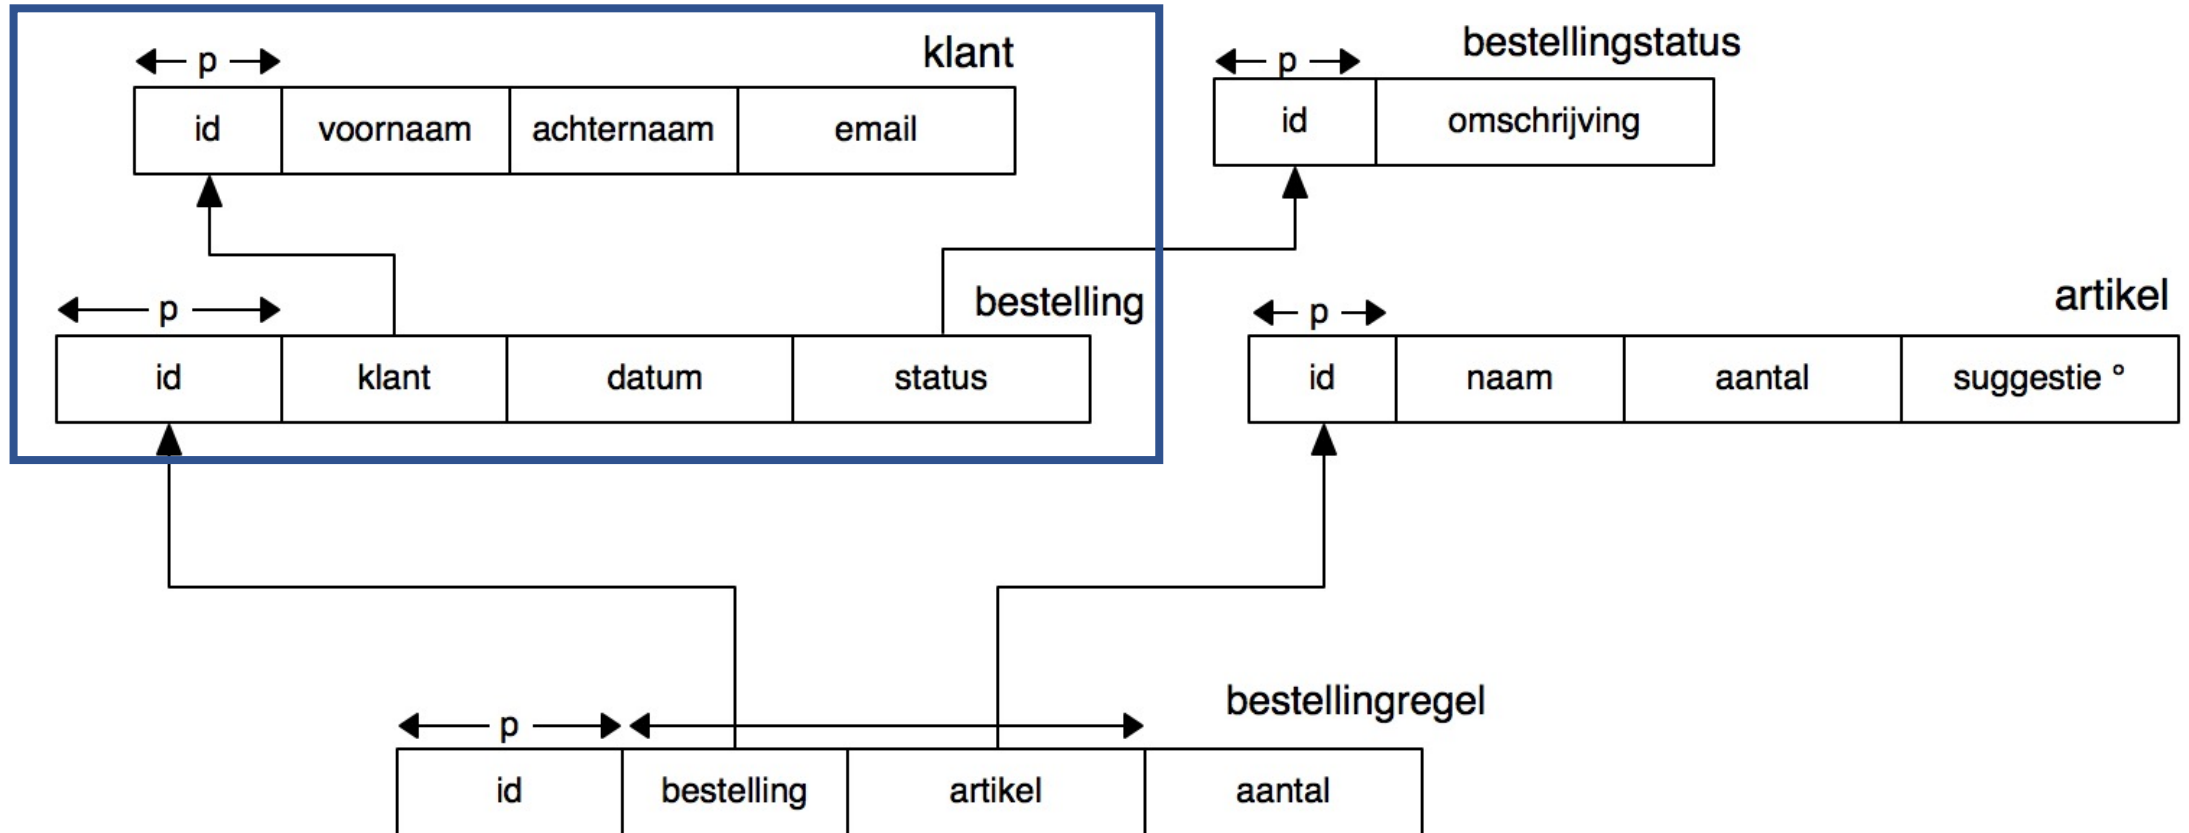 p
klant
id voornaam achternaam email
p
bestellingstatus
id omschrijving
p
bestelling
id klant datum status
p
artikel
id naam aantal suggestie °
p
bestellingregel
id bestelling artikel aantal